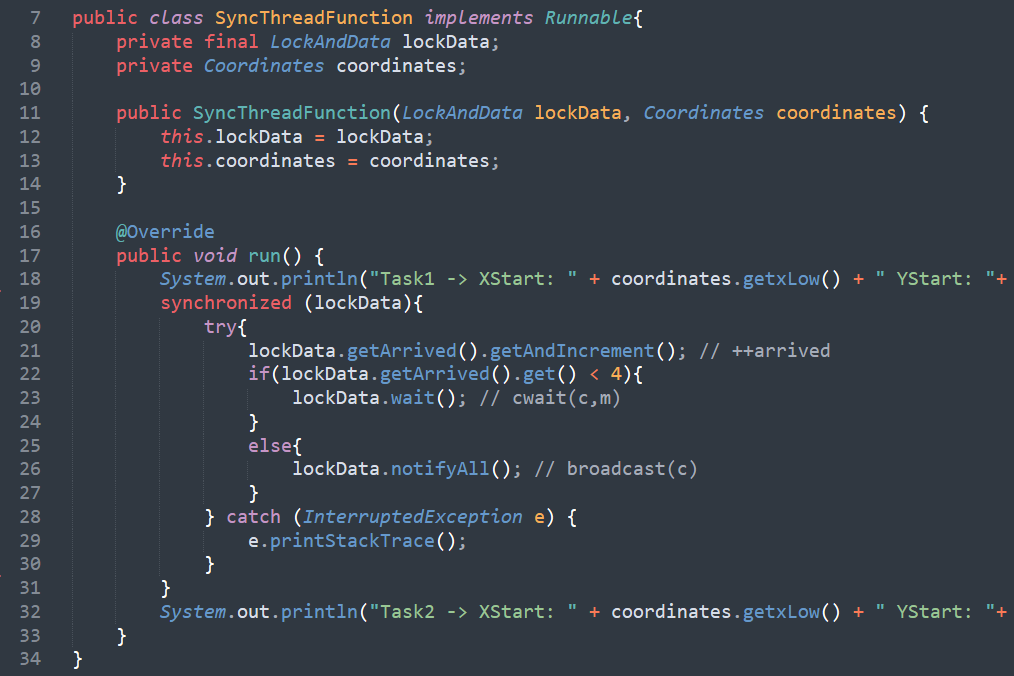 7 public class SyncThreadFunction implements Runnable{
8 private final LockAndData lockData;
9 private Coordinates coordinates;
10
11 public SyncThreadFunction(LockAndData lockData, Coordinates coordinates) {
12 this.lockData = lockData;
13 this.coordinates = coordinates;
14 }
15
16 @Override
17 public void run() {
18 System.out.println("Task1 -> XStart: " + coordinates.getxLow() + " YStart: "+
19 synchronized (lockData){
20 try{
21 lockData.getArrived().getAndIncrement(); // ++arrived
22 if(lockData.getArrived().get() < 4){
23 lockData.wait(); // cwait(c,m)
24 }
25 else{
26 lockData.notifyAll(); // broadcast(c)
27 }
28 } catch (InterruptedException e) {
29 e.printStackTrace();
30 }
31 }
32 System.out.println("Task2 -> XStart: " + coordinates.getxLow() + " YStart: "+
33 }
34 }